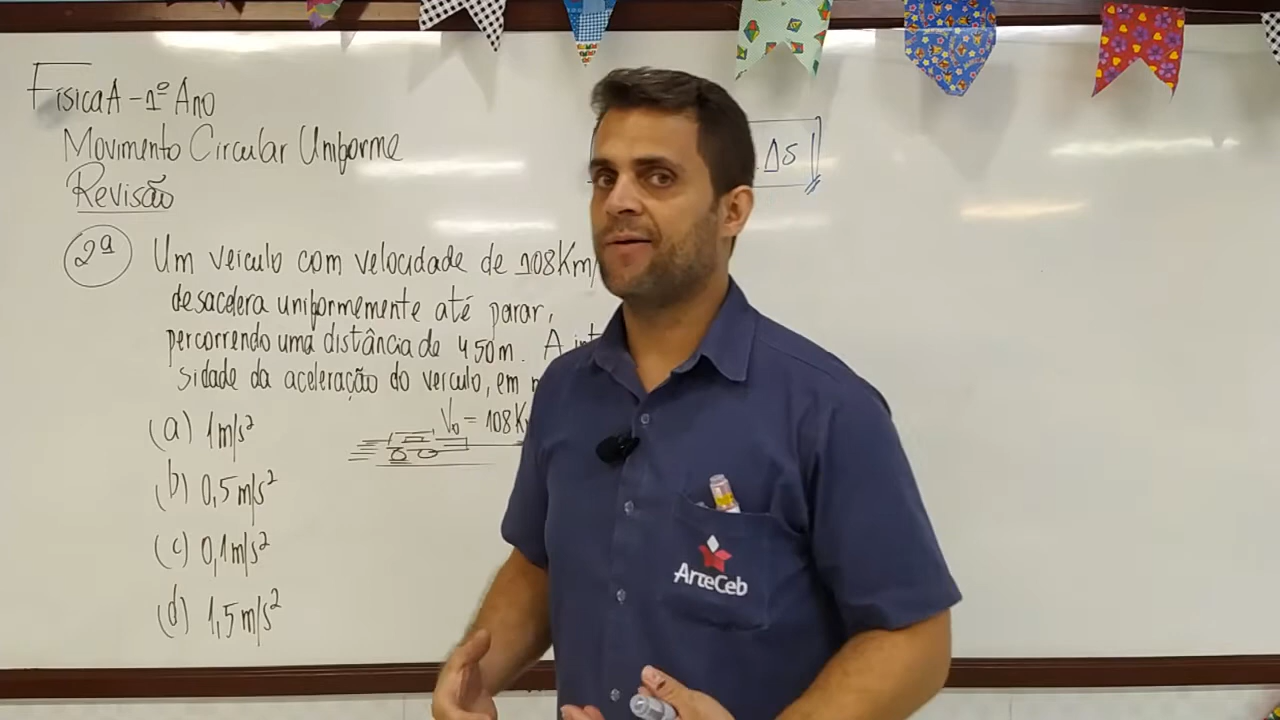 Física A - 1º Ano
Movimento Circular Uniforme
Revisão
ΔS
2ª
Um veículo com velocidade de 108Km/
desacelera uniformemente até parar,
percorrendo uma distância de 450m. A
sidade da aceleração do veículo, em
V₀ = 108K
(a) 1m/s²
(b) 0,5m/s²
(c) 0,1m/s²
(d) 1,5m/s²
ArteCeb